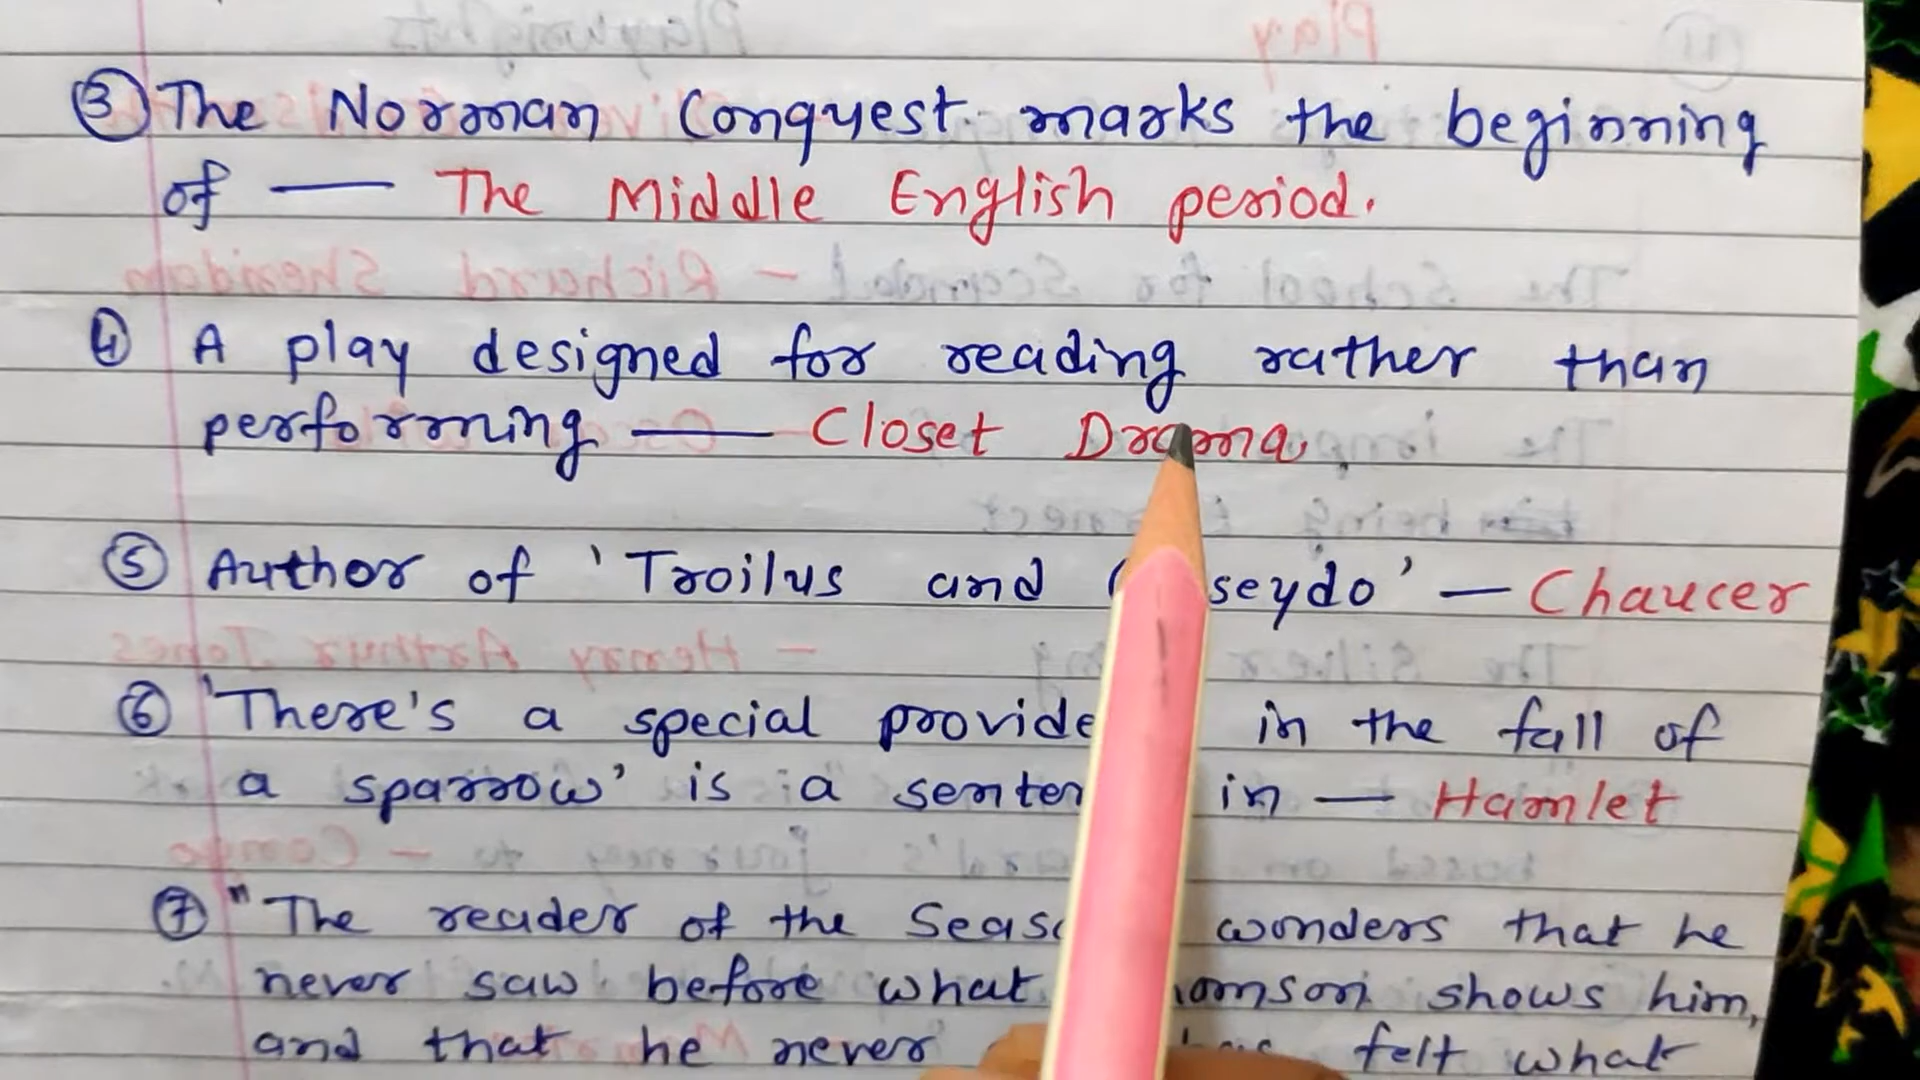 ③ The Norman Conquest marks the beginning
of — The Middle English period.
④ A play designed for reading rather than
performing — Closet Drama.
⑤ Author of 'Troilus and seydo' — Chaucer
⑥ 'There's a special provide in the fall of
a sparrow' is a senten in — Hamlet
⑦ "The reader of the Seaso wonders that he
never saw before what homson shows him,
and that he never felt what